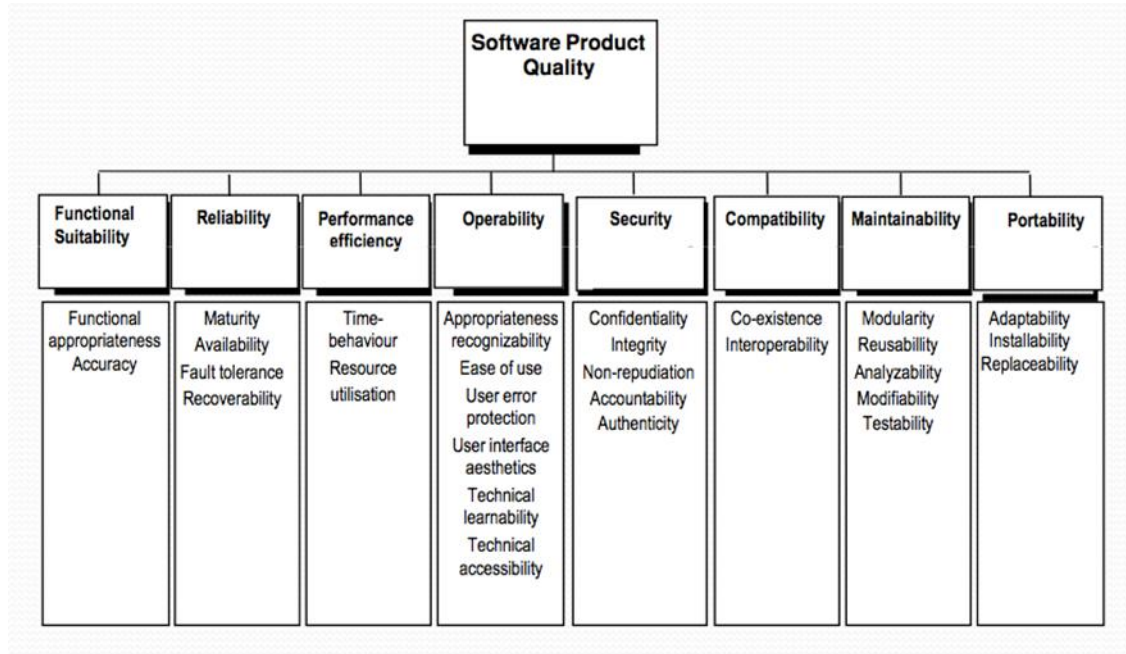 Software Product
Quality
Functional
Suitability
Reliability
Performance
efficiency
Operability
Security
Compatibility
Maintainability
Portability
Functional
appropriateness
Accuracy
Maturity
Availability
Fault tolerance
Recoverability
Time-
behaviour
Resource
utilisation
Appropriateness
recognizability
Ease of use
User error
protection
User interface
aesthetics
Technical
learnability
Technical
accessibility
Confidentiality
Integrity
Non-repudiation
Accountability
Authenticity
Co-existence
Interoperability
Modularity
Reusabillity
Analyzability
Modifiability
Testability
Adaptability
Installability
Replaceability